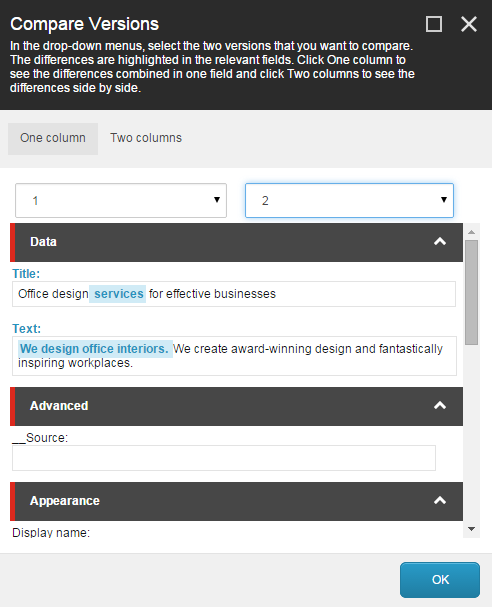 Compare Versions
In the drop-down menus, select the two versions that you want to compare.
The differences are highlighted in the relevant fields. Click One column to
see the differences combined in one field and click Two columns to see the
differences side by side.
One column Two columns
1 2
Data
Title:
Office design services for effective businesses
Text:
We design office interiors. We create award-winning design and fantastically
inspiring workplaces.
Advanced
__Source:
Appearance
Display name:
OK